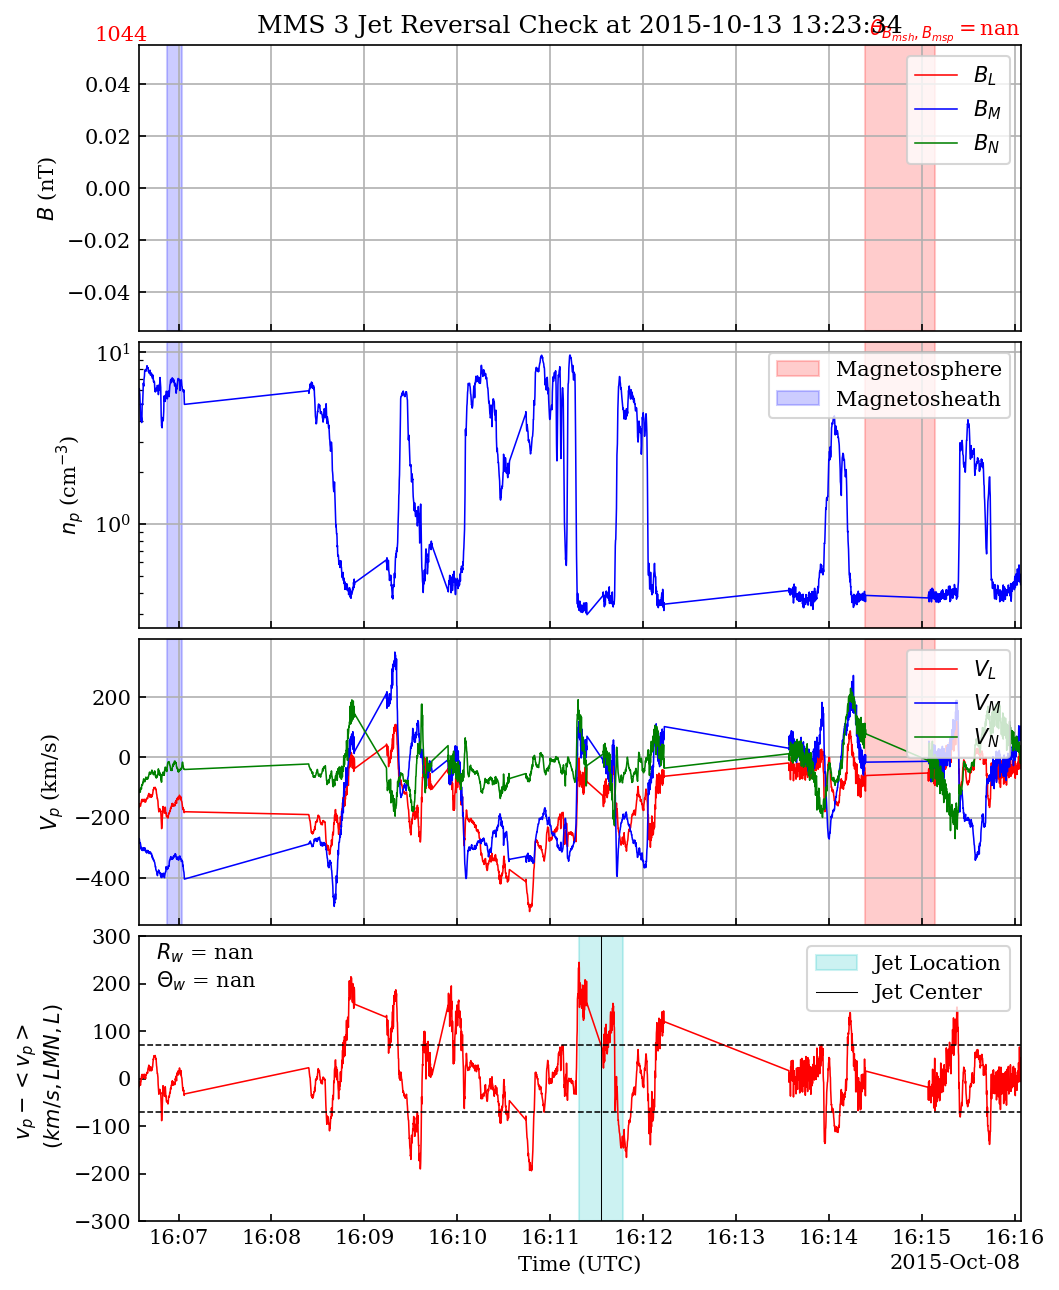 MMS 3 Jet Reversal Check at 2015-10-13 13:23:34
1044
θ_{B_{msh}, B_{msp}} = nan
B_L
B_M
B_N
B (nT)
0.04
0.02
0.00
−0.02
−0.04
Magnetosphere
Magnetosheath
n_p (cm^{−3})
10^1
10^0
V_L
V_M
V_N
V_p (km/s)
200
0
−200
−400
R_w = nan
Θ_w = nan
Jet Location
Jet Center
v_p − < v_p >
(km/s, LMN, L)
300
200
100
0
−100
−200
−300
16:07 16:08 16:09 16:10 16:11 16:12 16:13 16:14 16:15 16:16
Time (UTC)
2015-Oct-08